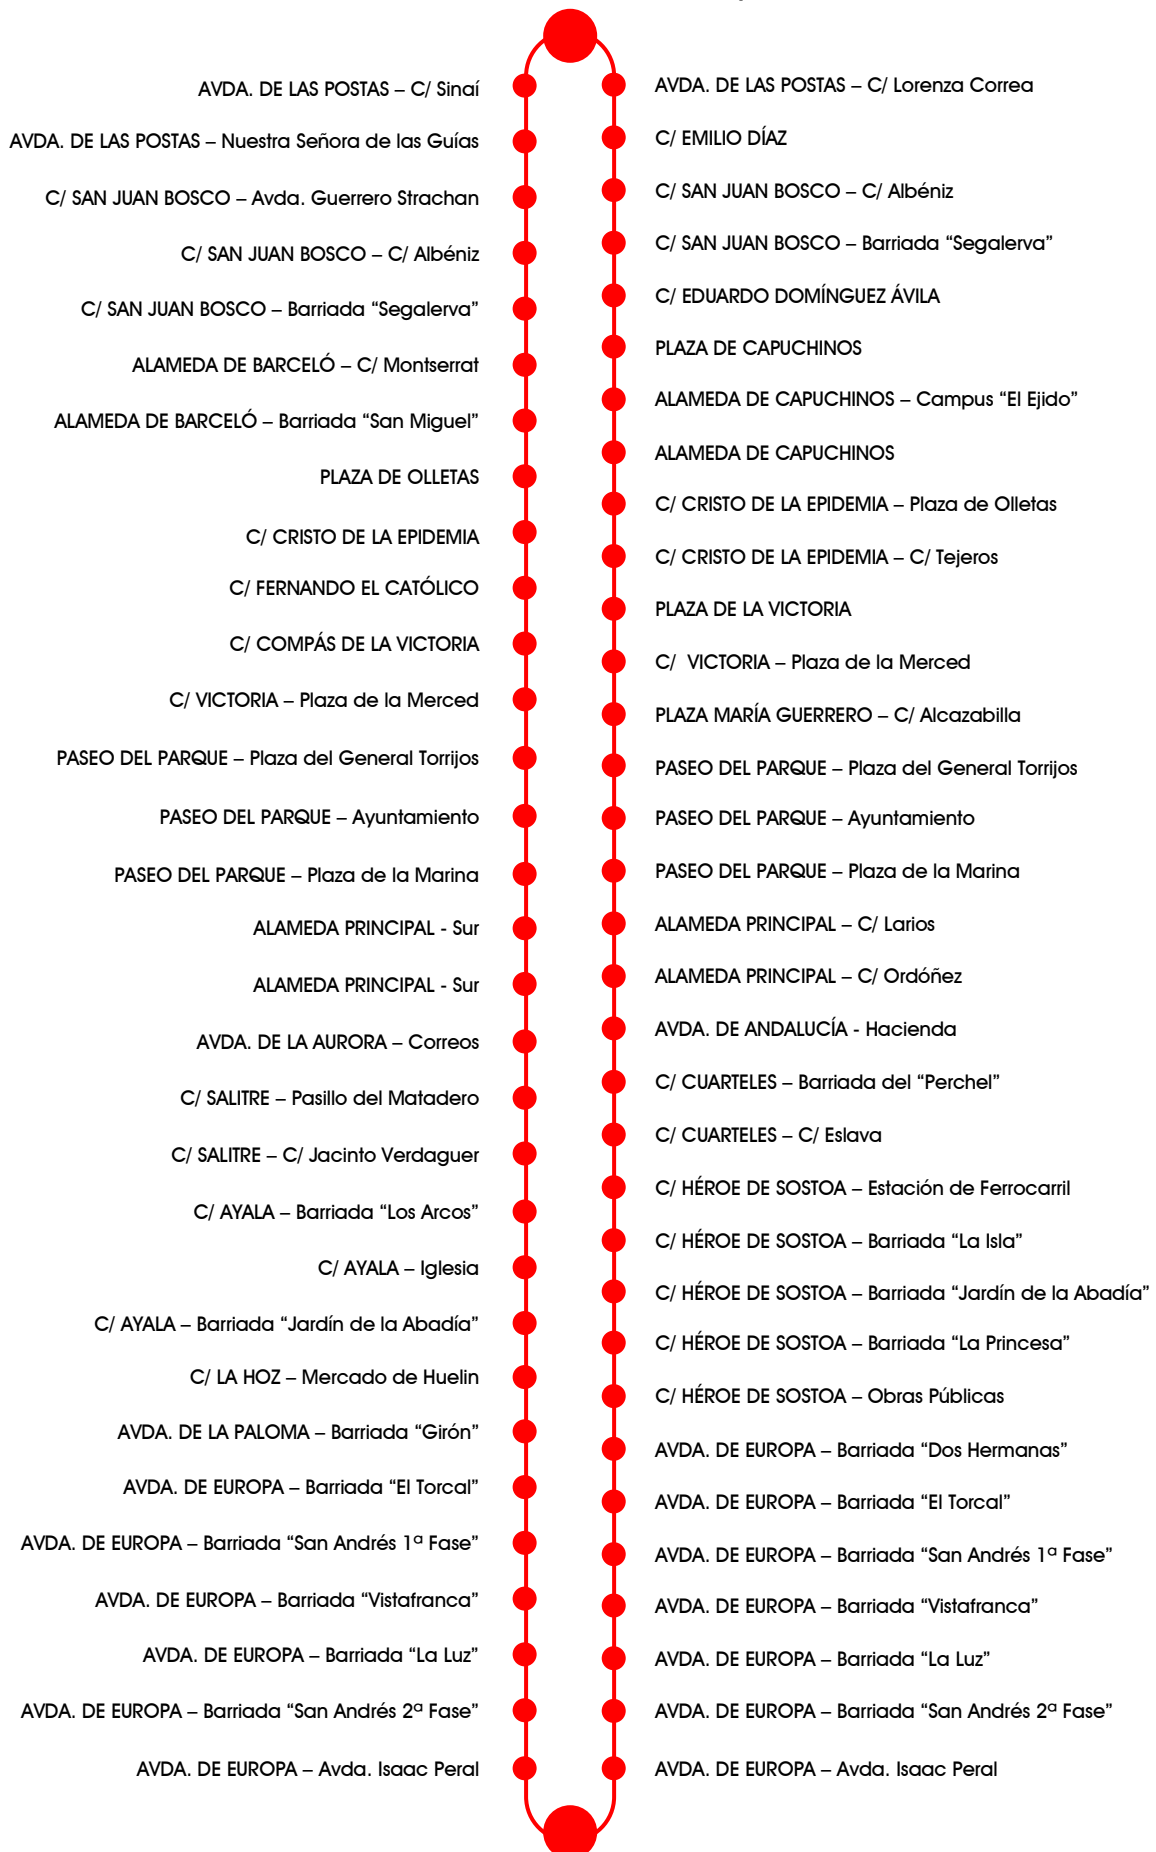 AVDA. DE LAS POSTAS – C/ Sinaí
AVDA. DE LAS POSTAS – Nuestra Señora de las Guías
C/ SAN JUAN BOSCO – Avda. Guerrero Strachan
C/ SAN JUAN BOSCO – C/ Albéniz
C/ SAN JUAN BOSCO – Barriada “Segalerva”
ALAMEDA DE BARCELÓ – C/ Montserrat
ALAMEDA DE BARCELÓ – Barriada “San Miguel”
PLAZA DE OLLETAS
C/ CRISTO DE LA EPIDEMIA
C/ FERNANDO EL CATÓLICO
C/ COMPÁS DE LA VICTORIA
C/ VICTORIA – Plaza de la Merced
PASEO DEL PARQUE – Plaza del General Torrijos
PASEO DEL PARQUE – Ayuntamiento
PASEO DEL PARQUE – Plaza de la Marina
ALAMEDA PRINCIPAL - Sur
ALAMEDA PRINCIPAL - Sur
AVDA. DE LA AURORA – Correos
C/ SALITRE – Pasillo del Matadero
C/ SALITRE – C/ Jacinto Verdaguer
C/ AYALA – Barriada “Los Arcos”
C/ AYALA – Iglesia
C/ AYALA – Barriada “Jardín de la Abadía”
C/ LA HOZ – Mercado de Huelin
AVDA. DE LA PALOMA – Barriada “Girón”
AVDA. DE EUROPA – Barriada “El Torcal”
AVDA. DE EUROPA – Barriada “San Andrés 1ª Fase”
AVDA. DE EUROPA – Barriada “Vistafranca”
AVDA. DE EUROPA – Barriada “La Luz”
AVDA. DE EUROPA – Barriada “San Andrés 2ª Fase”
AVDA. DE EUROPA – Avda. Isaac Peral
AVDA. DE LAS POSTAS – C/ Lorenza Correa
C/ EMILIO DÍAZ
C/ SAN JUAN BOSCO – C/ Albéniz
C/ SAN JUAN BOSCO – Barriada “Segalerva”
C/ EDUARDO DOMÍNGUEZ ÁVILA
PLAZA DE CAPUCHINOS
ALAMEDA DE CAPUCHINOS – Campus “El Ejido”
ALAMEDA DE CAPUCHINOS
C/ CRISTO DE LA EPIDEMIA – Plaza de Olletas
C/ CRISTO DE LA EPIDEMIA – C/ Tejeros
PLAZA DE LA VICTORIA
C/ VICTORIA – Plaza de la Merced
PLAZA MARÍA GUERRERO – C/ Alcazabilla
PASEO DEL PARQUE – Plaza del General Torrijos
PASEO DEL PARQUE – Ayuntamiento
PASEO DEL PARQUE – Plaza de la Marina
ALAMEDA PRINCIPAL – C/ Larios
ALAMEDA PRINCIPAL – C/ Ordóñez
AVDA. DE ANDALUCÍA - Hacienda
C/ CUARTELES – Barriada del “Perchel”
C/ CUARTELES – C/ Eslava
C/ HÉROE DE SOSTOA – Estación de Ferrocarril
C/ HÉROE DE SOSTOA – Barriada “La Isla”
C/ HÉROE DE SOSTOA – Barriada “Jardín de la Abadía”
C/ HÉROE DE SOSTOA – Barriada “La Princesa”
C/ HÉROE DE SOSTOA – Obras Públicas
AVDA. DE EUROPA – Barriada “Dos Hermanas”
AVDA. DE EUROPA – Barriada “El Torcal”
AVDA. DE EUROPA – Barriada “San Andrés 1ª Fase”
AVDA. DE EUROPA – Barriada “Vistafranca”
AVDA. DE EUROPA – Barriada “La Luz”
AVDA. DE EUROPA – Barriada “San Andrés 2ª Fase”
AVDA. DE EUROPA – Avda. Isaac Peral